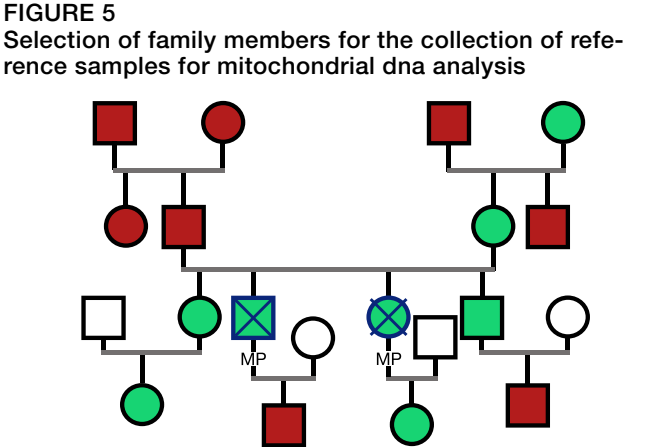 FIGURE 5
Selection of family members for the collection of refe-
rence samples for mitochondrial dna analysis
MP MP